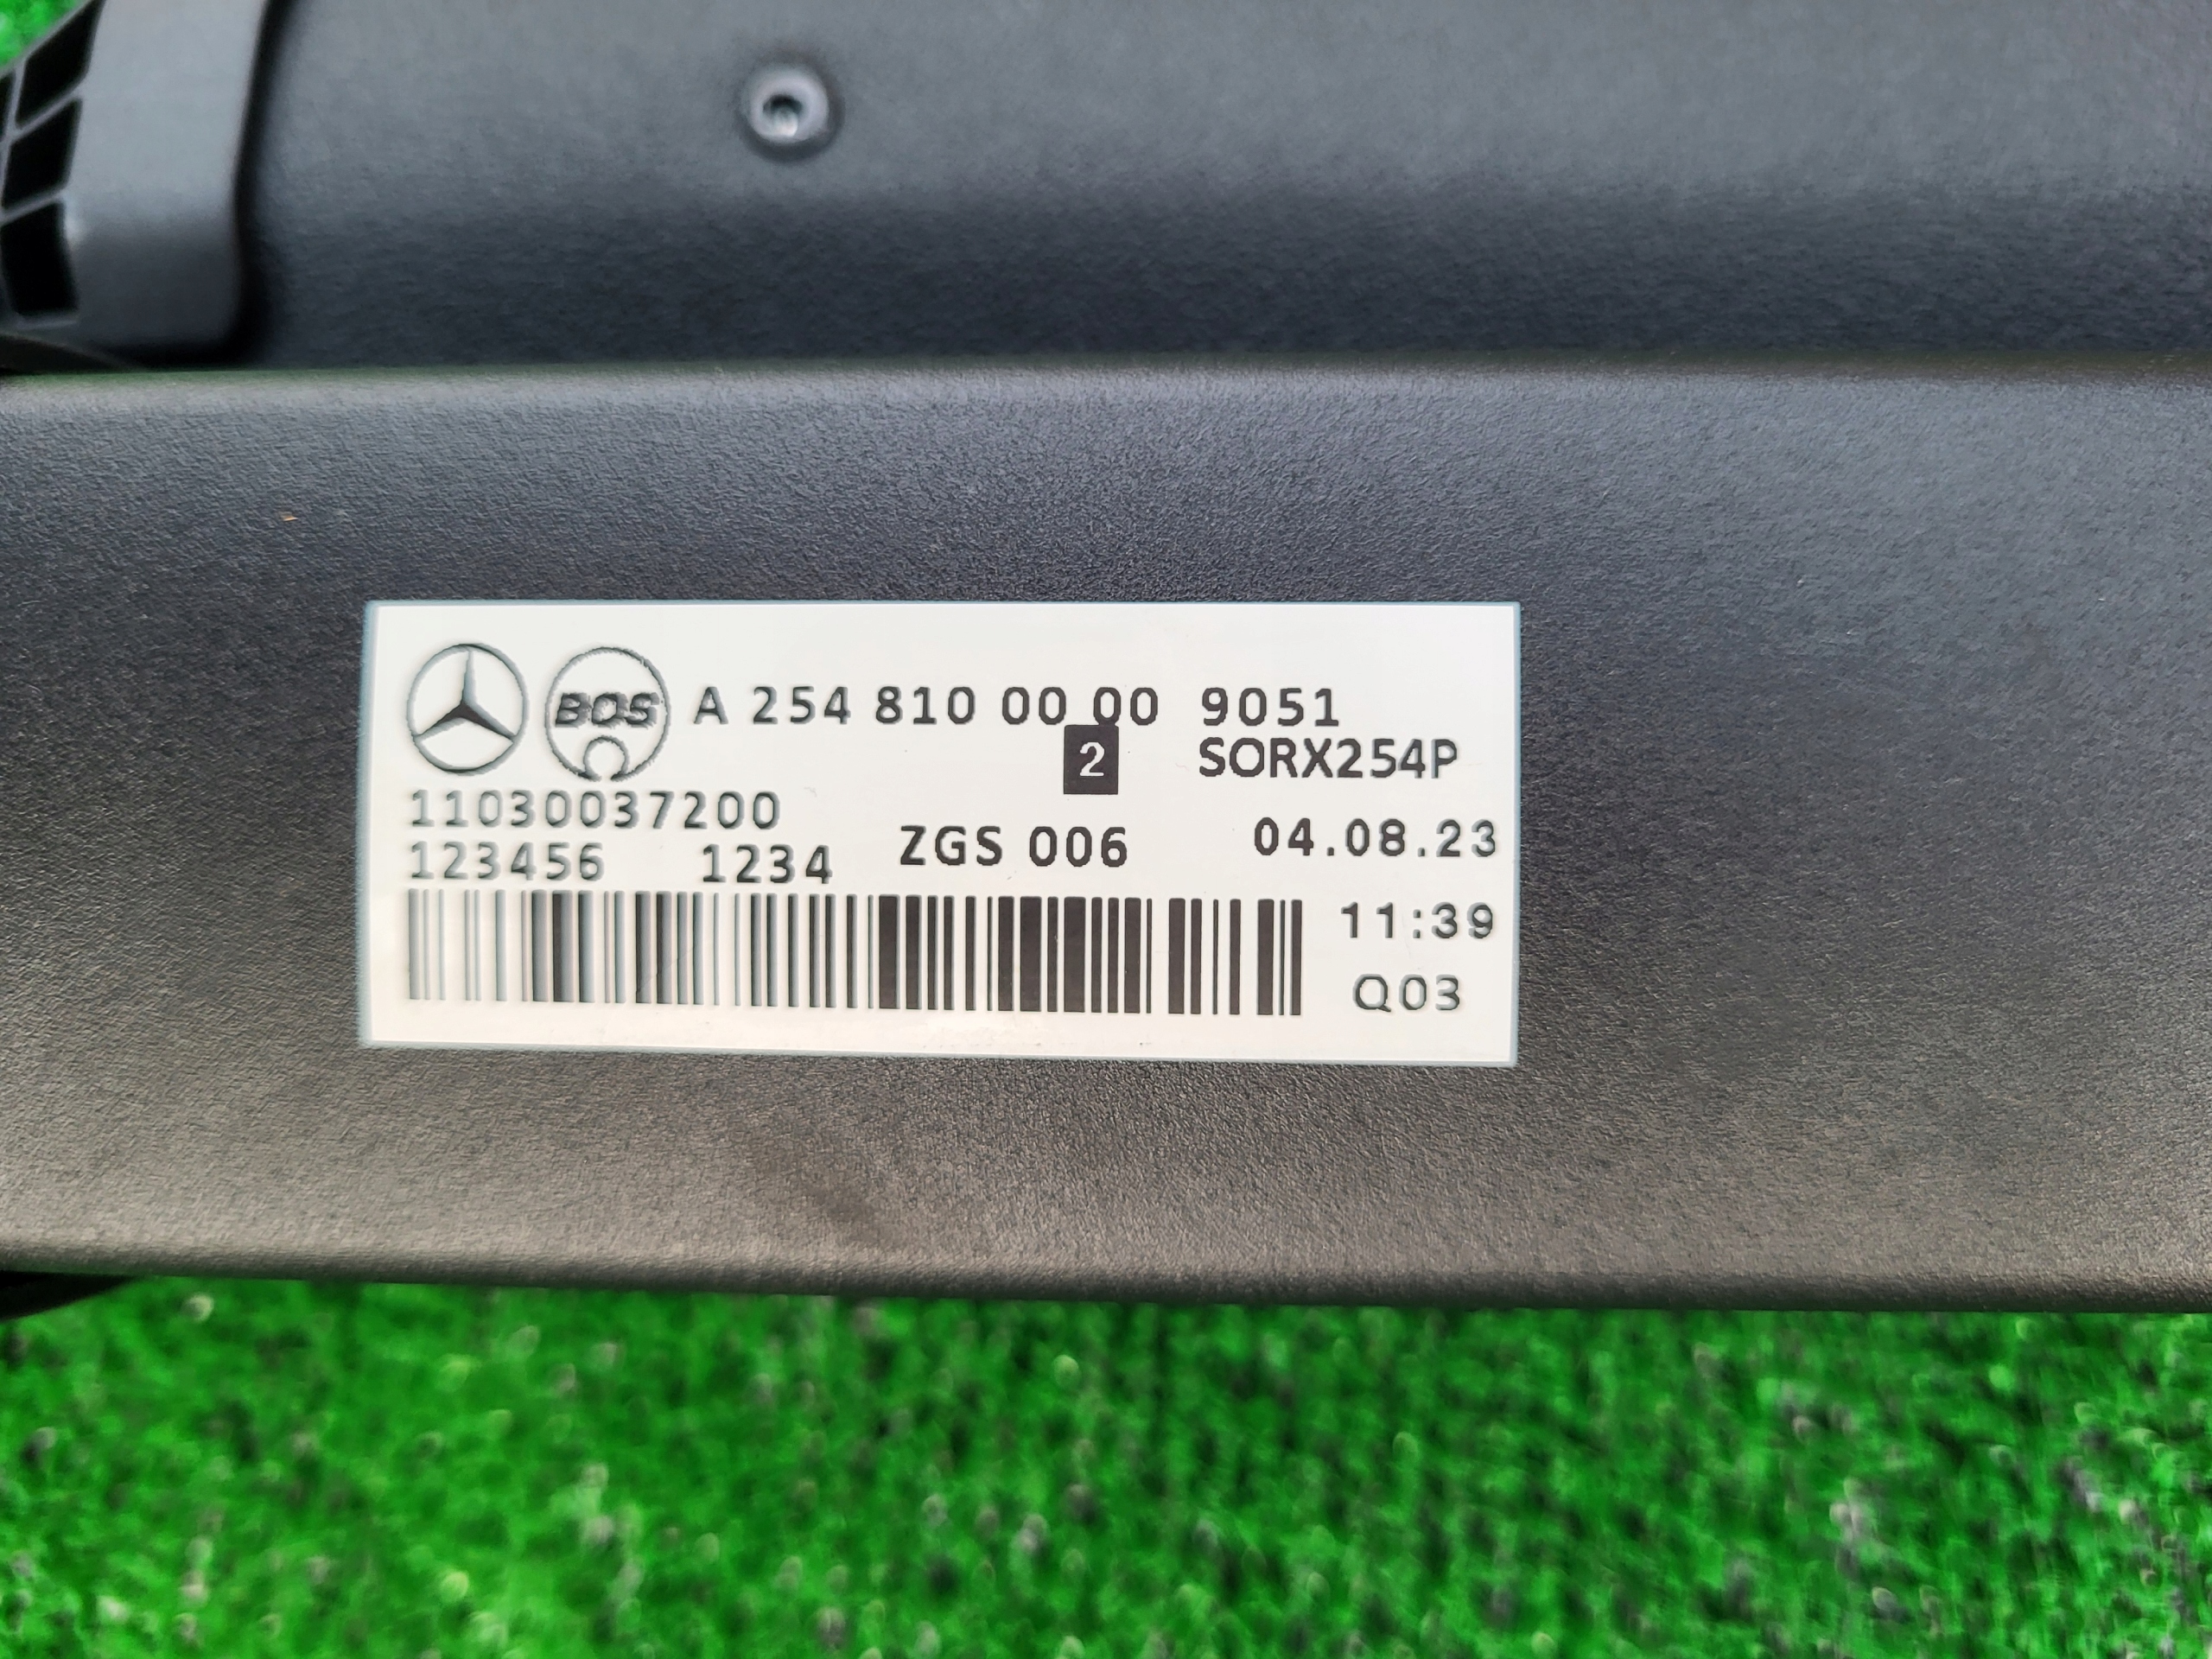 BOS A 254 810 00 00 9051
2 SORX254P
11030037200
123456 1234 ZGS 006 04.08.23
11:39
Q03